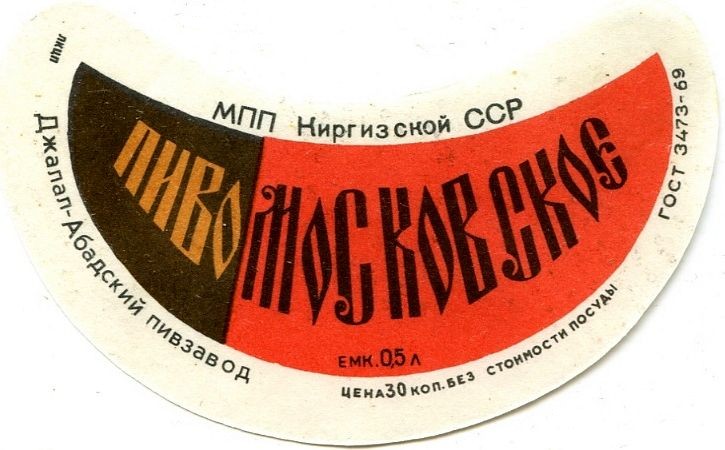 ЛКЦП
МПП Киргизской ССР
ПИВО
МОСКОВСКОЕ
Джалал-Абадский пивзавод
ГОСТ 3473-69
ЕМК. 0,5 Л
ЦЕНА 30 КОП. БЕЗ СТОИМОСТИ ПОСУДЫ